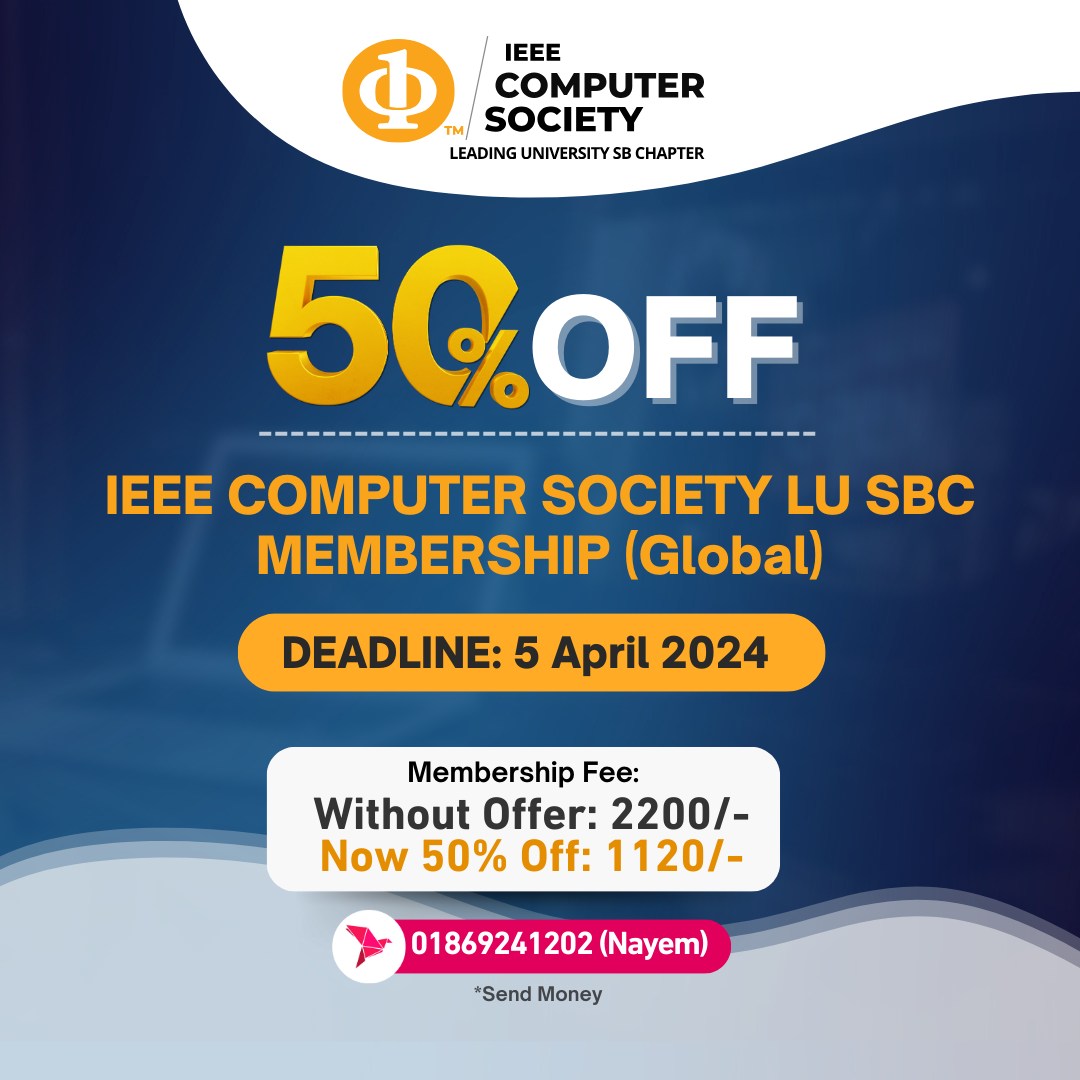 IEEE
COMPUTER
SOCIETY
TM
LEADING UNIVERSITY SB CHAPTER
50% OFF
IEEE COMPUTER SOCIETY LU SBC
MEMBERSHIP (Global)
DEADLINE: 5 April 2024
Membership Fee:
Without Offer: 2200/-
Now 50% Off: 1120/-
01869241202 (Nayem)
*Send Money